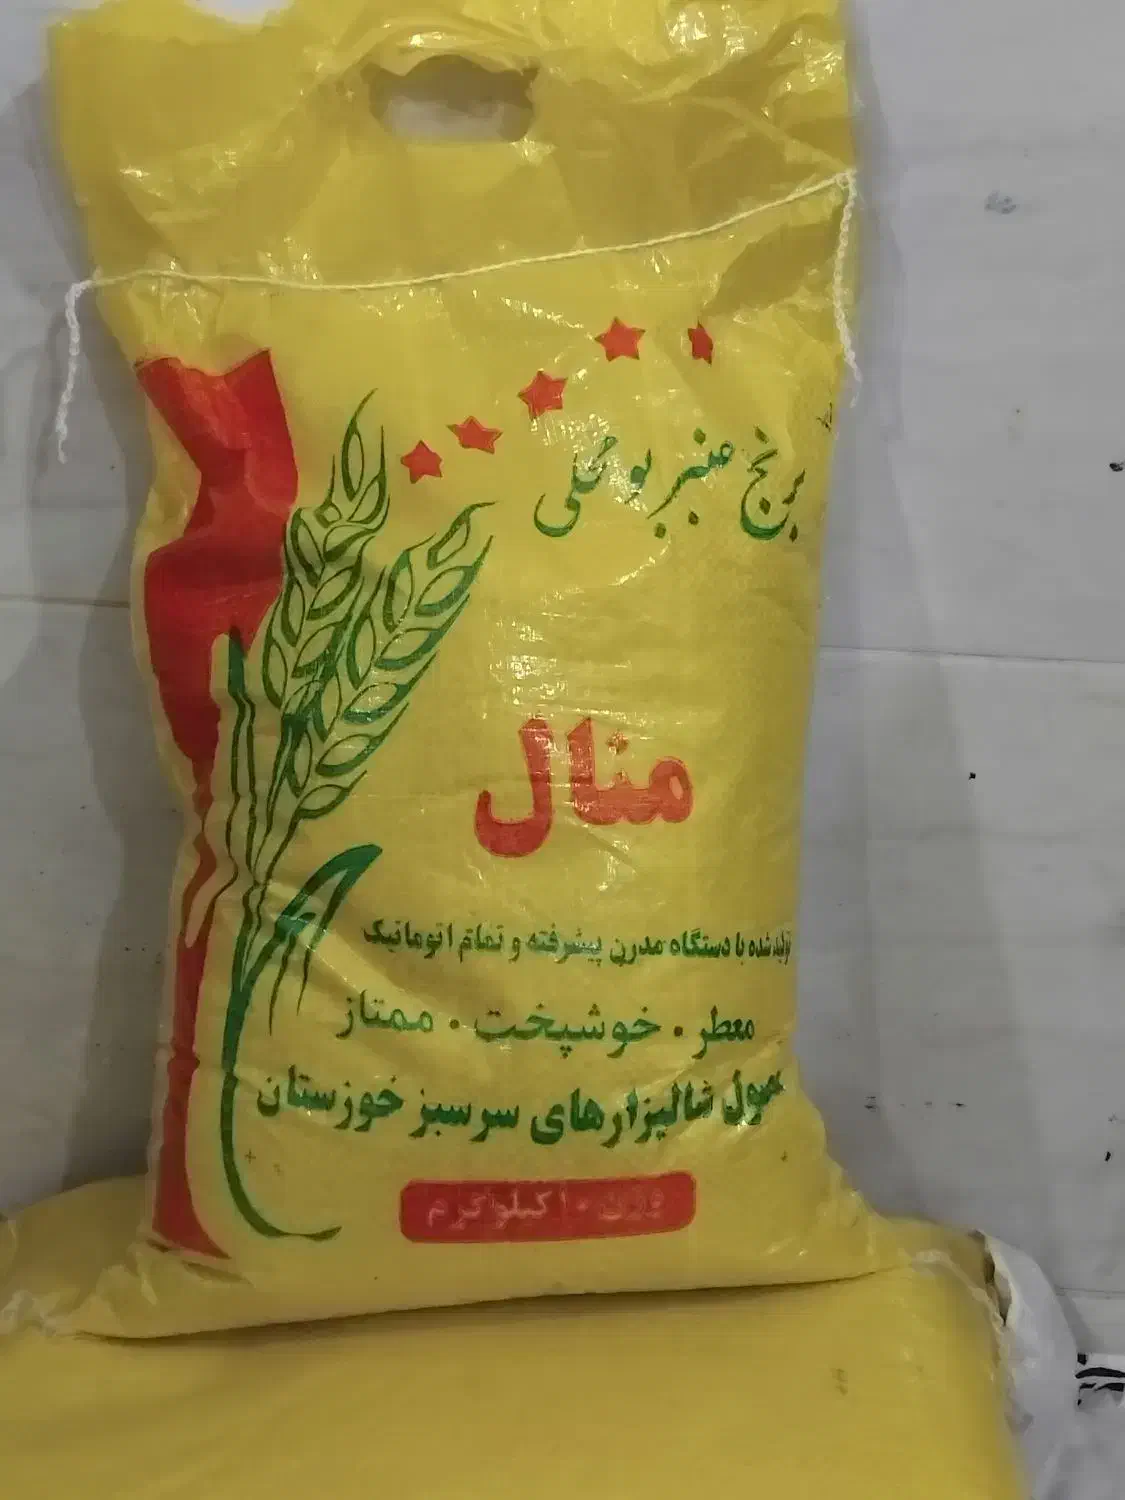 برنج عنبر بو محلی
منال
تولید شده با دستگاه مدرن پیشرفته و تمام اتوماتیک
معطر • خوشپخت • ممتاز
محصول شالیزارهای سرسبز خوزستان
وزن ۱۰ کیلوگرم